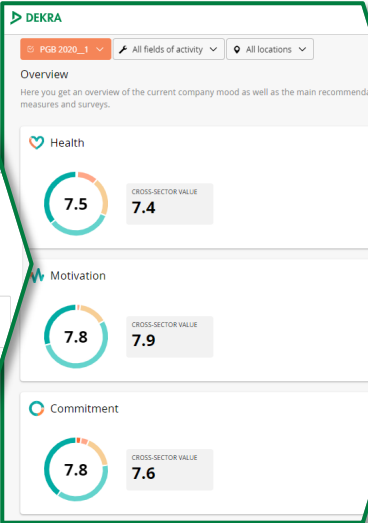 DEKRA
PGB 2020__1 All fields of activity All locations
Overview
Here you get an overview of the current company mood as well as the main
measures and surveys.
Health
7.5
CROSS-SECTOR VALUE
7.4
Motivation
7.8
CROSS-SECTOR VALUE
7.9
Commitment
7.8
CROSS-SECTOR VALUE
7.6